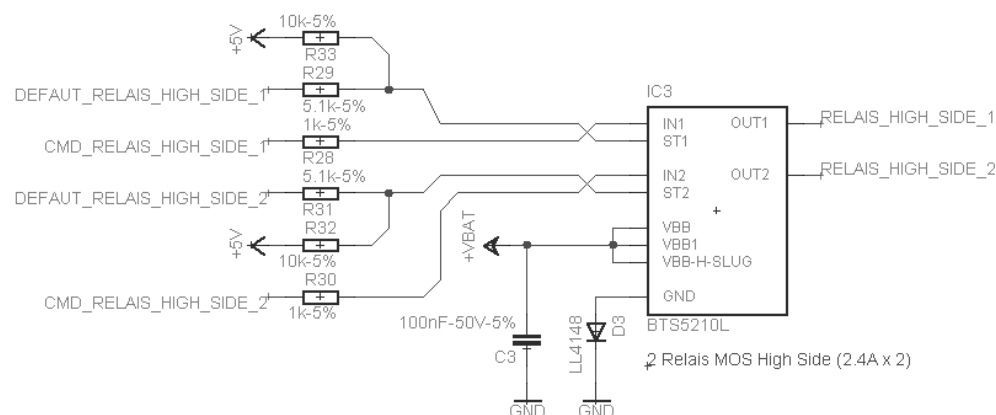 10k-5%
+5V
R33
R29
DEFAUT_RELAIS_HIGH_SIDE_1
5.1k-5%
1k-5%
CMD_RELAIS_HIGH_SIDE_1
R28
5.1k-5%
DEFAUT_RELAIS_HIGH_SIDE_2
R31
R32
+5V
10k-5%
R30
CMD_RELAIS_HIGH_SIDE_2
1k-5%
IC3
IN1
OUT1
RELAIS_HIGH_SIDE_1
ST1
IN2
OUT2
RELAIS_HIGH_SIDE_2
ST2
VBB
+VBAT
VBB1
VBB-H-SLUG
GND
BTS5210L
100nF-50V-5%
C3
LL4148
D3
2 Relais MOS High Side (2.4A x 2)
GND
GND